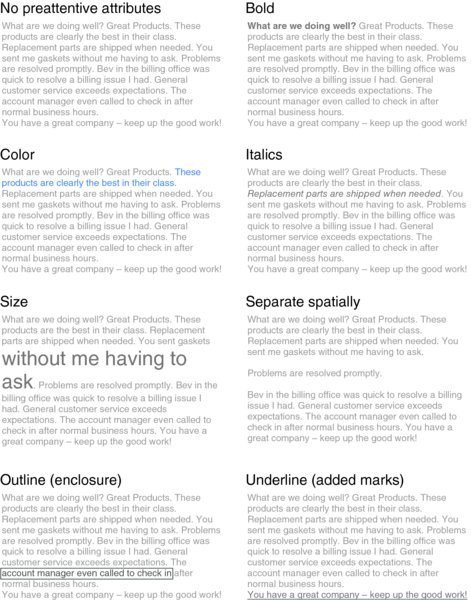 No preattentive attributes
What are we doing well? Great Products. These
products are clearly the best in their class.
Replacement parts are shipped when needed. You
sent me gaskets without me having to ask. Problems
are resolved promptly. Bev in the billing office was
quick to resolve a billing issue I had. General
customer service exceeds expectations. The
account manager even called to check in after
normal business hours.
You have a great company – keep up the good work!
Bold
What are we doing well? Great Products. These
products are clearly the best in their class.
Replacement parts are shipped when needed. You
sent me gaskets without me having to ask. Problems
are resolved promptly. Bev in the billing office was
quick to resolve a billing issue I had. General
customer service exceeds expectations. The
account manager even called to check in after
normal business hours.
You have a great company – keep up the good work!
Color
What are we doing well? Great Products. These
products are clearly the best in their class.
Replacement parts are shipped when needed. You
sent me gaskets without me having to ask. Problems
are resolved promptly. Bev in the billing office was
quick to resolve a billing issue I had. General
customer service exceeds expectations. The
account manager even called to check in after
normal business hours.
You have a great company – keep up the good work!
Italics
What are we doing well? Great Products. These
products are clearly the best in their class.
Replacement parts are shipped when needed. You
sent me gaskets without me having to ask. Problems
are resolved promptly. Bev in the billing office was
quick to resolve a billing issue I had. General
customer service exceeds expectations. The
account manager even called to check in after
normal business hours.
You have a great company – keep up the good work!
Size
What are we doing well? Great Products. These
products are the best in their class. Replacement
parts are shipped when needed. You sent gaskets
without me having to
ask. Problems are resolved promptly. Bev in the
billing office was quick to resolve a billing issue I
had. General customer service exceeds
expectations. The account manager even called to
check in after normal business hours. You have a
great company – keep up the good work!
Separate spatially
What are we doing well? Great Products. These
products are clearly the best in their class.
Replacement parts are shipped when needed. You
sent me gaskets without me having to ask.
Problems are resolved promptly.
Bev in the billing office was quick to resolve a billing
issue I had. General customer service exceeds
expectations. The account manager even called to
check in after normal business hours. You have a
great company – keep up the good work!
Outline (enclosure)
What are we doing well? Great Products. These
products are clearly the best in their class.
Replacement parts are shipped when needed. You
sent me gaskets without me having to ask. Problems
are resolved promptly. Bev in the billing office was
quick to resolve a billing issue I had. General
customer service exceeds expectations. The
account manager even called to check in after
normal business hours.
You have a great company – keep up the good work!
Underline (added marks)
What are we doing well? Great Products. These
products are clearly the best in their class.
Replacement parts are shipped when needed. You
sent me gaskets without me having to ask. Problems
are resolved promptly. Bev in the billing office was
quick to resolve a billing issue I had. General
customer service exceeds expectations. The
account manager even called to check in after
normal business hours.
You have a great company – keep up the good work!